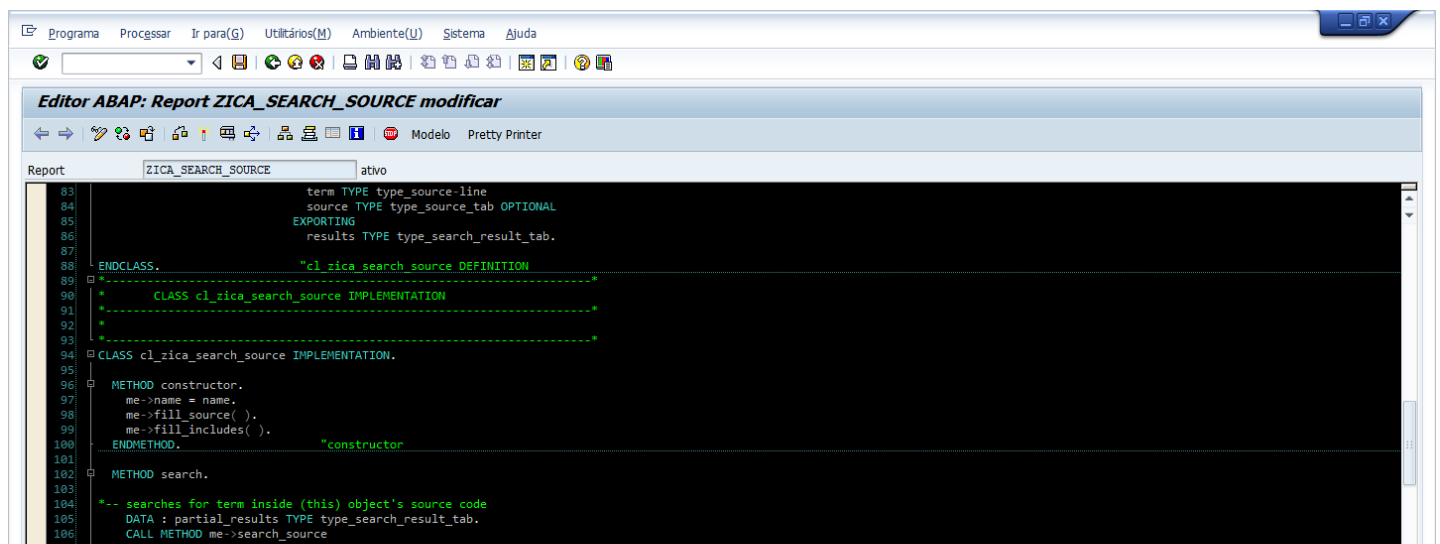 Programa Processar Ir para(G) Utilitários(M) Ambiente(U) Sistema Ajuda
Editor ABAP: Report ZICA_SEARCH_SOURCE modificar
STOP Modelo Pretty Printer
Report ZICA_SEARCH_SOURCE ativo
83 term TYPE type_source-line
84 source TYPE type_source_tab OPTIONAL
85 EXPORTING
86 results TYPE type_search_result_tab.
87
88 ENDCLASS. "cl_zica_search_source DEFINITION
89 *----------------------------------------------------------------------*
90 * CLASS cl_zica_search_source IMPLEMENTATION
91 *----------------------------------------------------------------------*
92 *
93 *----------------------------------------------------------------------*
94 CLASS cl_zica_search_source IMPLEMENTATION.
95
96 METHOD constructor.
97 me->name = name.
98 me->fill_source( ).
99 me->fill_includes( ).
100 ENDMETHOD. "constructor
101
102 METHOD search.
103
104 *-- searches for term inside (this) object's source code
105 DATA : partial_results TYPE type_search_result_tab.
106 CALL METHOD me->search_source